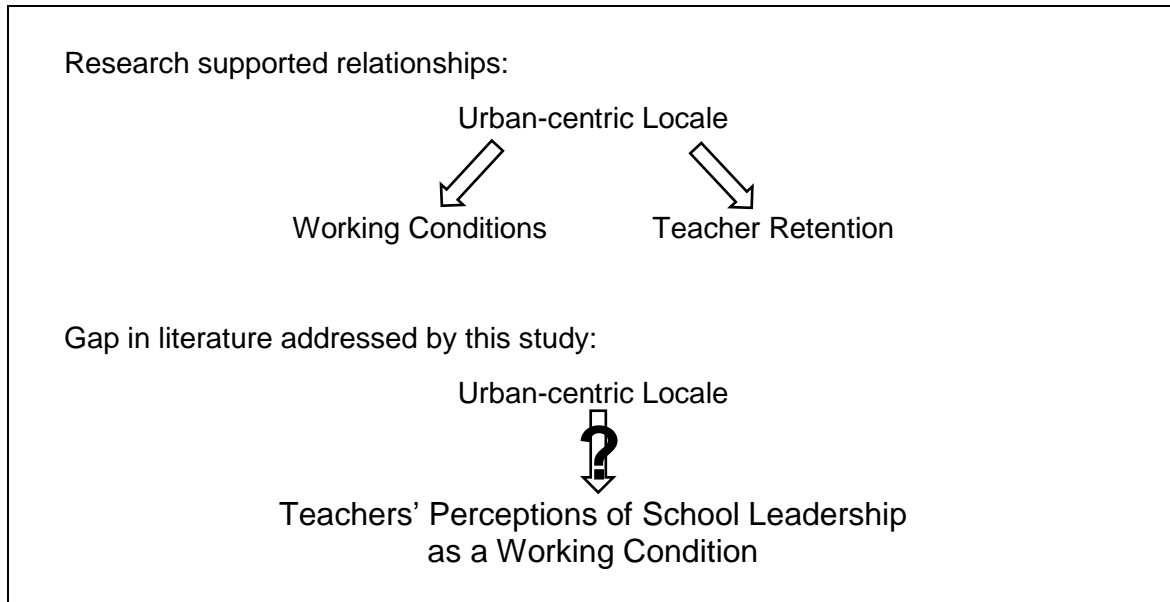 Research supported relationships:
Urban-centric Locale
Working Conditions Teacher Retention
Gap in literature addressed by this study:
Urban-centric Locale
?
Teachers’ Perceptions of School Leadership
as a Working Condition